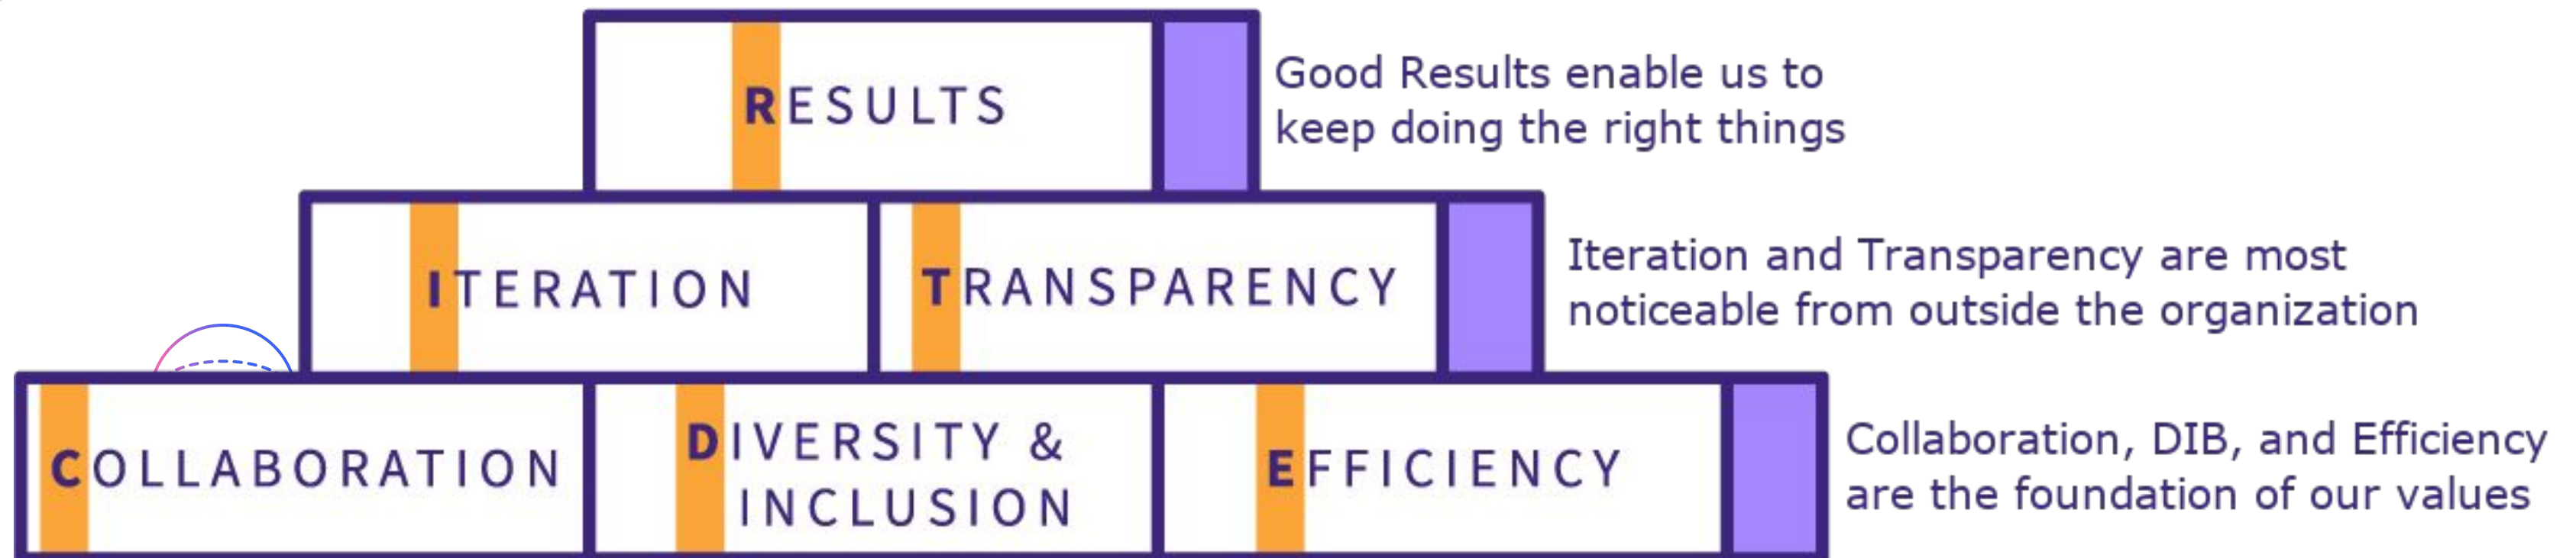 RESULTS
Good Results enable us to
keep doing the right things
ITERATION
TRANSPARENCY
Iteration and Transparency are most
noticeable from outside the organization
COLLABORATION
DIVERSITY &
INCLUSION
EFFICIENCY
Collaboration, DIB, and Efficiency
are the foundation of our values